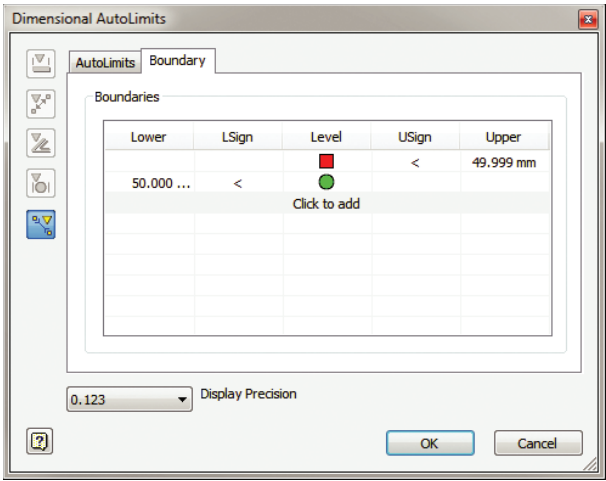 Dimensional AutoLimits
AutoLimits Boundary
Boundaries
Lower LSign Level USign Upper
< 49.999 mm
50.000 ... <
Click to add
0.123 Display Precision
OK Cancel